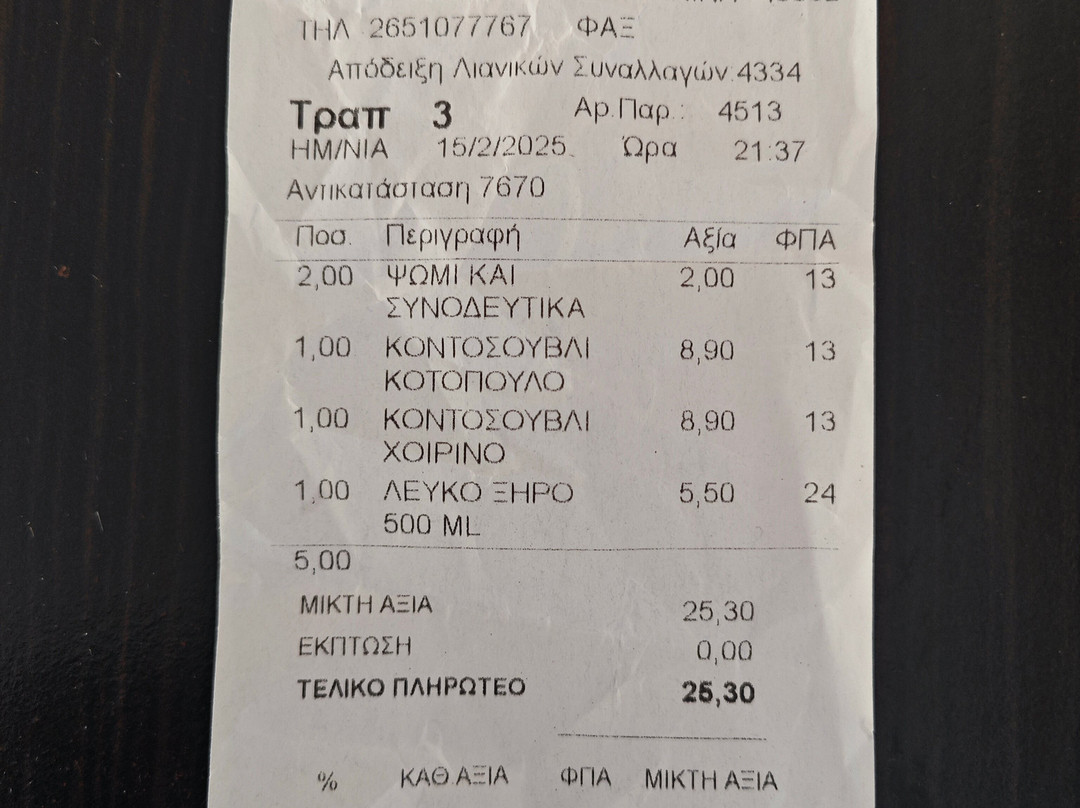 ΤΗΛ 2651077767 ΦΑΞ
Απόδειξη Λιανικών Συναλλαγών:4334
Τραπ 3 Αρ.Παρ.: 4513
ΗΜ/ΝΙΑ 15/2/2025 Ώρα 21:37
Αντικατάσταση 7670
Ποσ. Περιγραφή Αξία ΦΠΑ
2,00 ΨΩΜΙ ΚΑΙ 2,00 13
ΣΥΝΟΔΕΥΤΙΚΑ
1,00 ΚΟΝΤΟΣΟΥΒΛΙ 8,90 13
ΚΟΤΟΠΟΥΛΟ
1,00 ΚΟΝΤΟΣΟΥΒΛΙ 8,90 13
ΧΟΙΡΙΝΟ
1,00 ΛΕΥΚΟ ΞΗΡΟ 5,50 24
500 ML
5,00
ΜΙΚΤΗ ΑΞΙΑ 25,30
ΕΚΠΤΩΣΗ 0,00
ΤΕΛΙΚΟ ΠΛΗΡΩΤΕΟ 25,30
% ΚΑΘ.ΑΞΙΑ ΦΠΑ ΜΙΚΤΗ ΑΞΙΑ